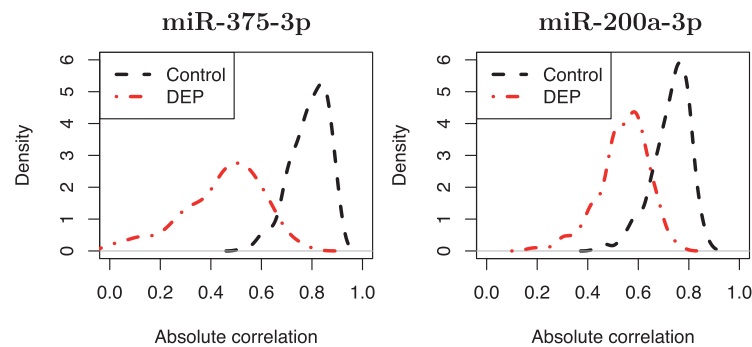 miR-375-3p
Control
DEP
Density
0
1
2
3
4
5
6
0.0 0.2 0.4 0.6 0.8 1.0
Absolute correlation
miR-200a-3p
Control
DEP
Density
0
1
2
3
4
5
6
0.0 0.2 0.4 0.6 0.8 1.0
Absolute correlation